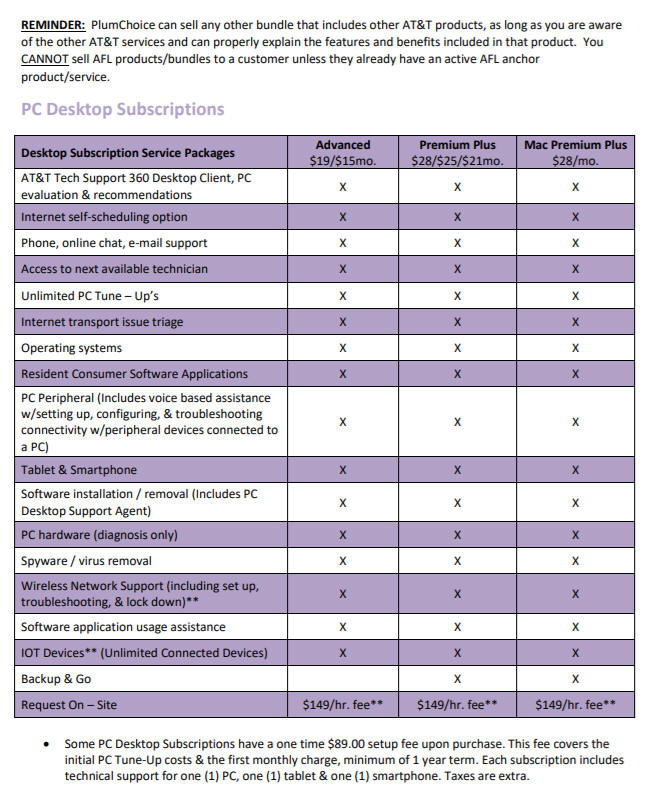 REMINDER: PlumChoice can sell any other bundle that includes other AT&T products, as long as you are aware
of the other AT&T services and can properly explain the features and benefits included in that product. You
CANNOT sell AFL products/bundles to a customer unless they already have an active AFL anchor
product/service.
PC Desktop Subscriptions
Desktop Subscription Service Packages Advanced $19/$15mo. Premium Plus $28/$25/$21mo. Mac Premium Plus $28/mo.
AT&T Tech Support 360 Desktop Client, PC
evaluation & recommendations X X X
Internet self-scheduling option X X X
Phone, online chat, e-mail support X X X
Access to next available technician X X X
Unlimited PC Tune – Up's X X X
Internet transport issue triage X X X
Operating systems X X X
Resident Consumer Software Applications X X X
PC Peripheral (Includes voice based assistance
w/setting up, configuring, & troubleshooting
connectivity w/peripheral devices connected to
a PC) X X X
Tablet & Smartphone X X X
Software installation / removal (Includes PC
Desktop Support Agent) X X X
PC hardware (diagnosis only) X X X
Spyware / virus removal X X X
Wireless Network Support (including set up,
troubleshooting, & lock down)** X X X
Software application usage assistance X X X
IOT Devices** (Unlimited Connected Devices) X X X
Backup & Go X X
Request On – Site $149/hr. fee** $149/hr. fee** $149/hr. fee**
• Some PC Desktop Subscriptions have a one time $89.00 setup fee upon purchase. This fee covers the
initial PC Tune-Up costs & the first monthly charge, minimum of 1 year term. Each subscription includes
technical support for one (1) PC, one (1) tablet & one (1) smartphone. Taxes are extra.